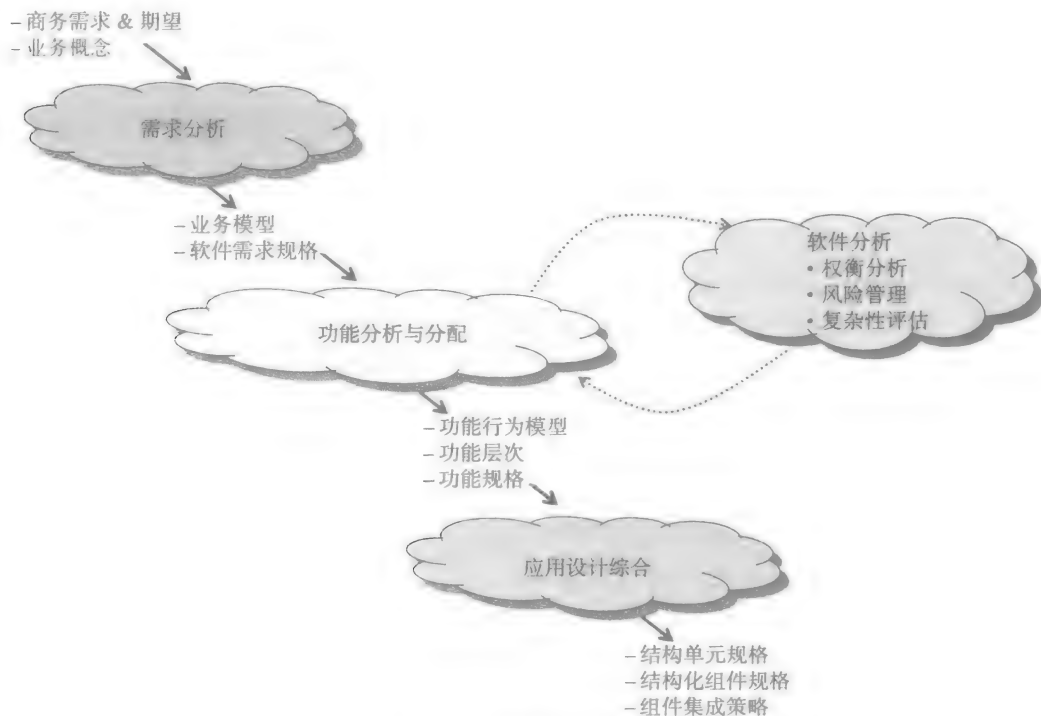 – 商务需求 & 期望
– 业务概念
需求分析
– 业务模型
– 软件需求规格
软件分析
• 权衡分析
• 风险管理
• 复杂性评估
功能分析与分配
– 功能行为模型
– 功能层次
– 功能规格
应用设计综合
– 结构单元规格
– 结构化组件规格
– 组件集成策略